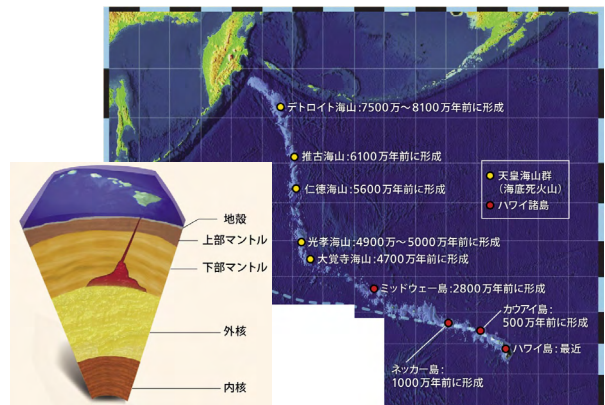 デトロイト海山:7500万~8100万年前に形成
推古海山:6100万年前に形成
仁徳海山:5600万年前に形成
天皇海山群
(海底死火山)
ハワイ諸島
光孝海山:4900万~5000万年前に形成
大覚寺海山:4700万年前に形成
ミッドウェー島:2800万年前に形成
カウアイ島:
500万年前に形成
ハワイ島:最近
ネッカー島:
1000万年前に形成
地殻
上部マントル
下部マントル
外核
内核